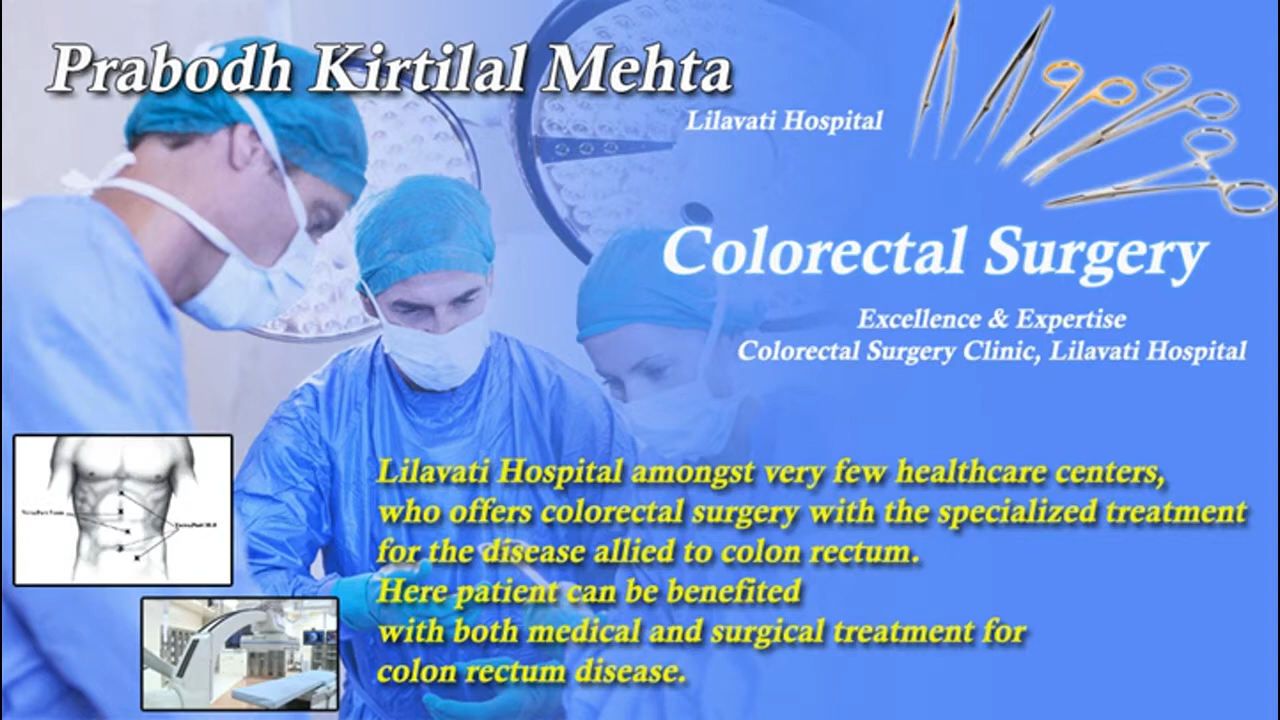 Prabodh Kirtilal Mehta
Lilavati Hospital
Colorectal Surgery
Excellence & Expertise
Colorectal Surgery Clinic, Lilavati Hospital
Lilavati Hospital amongst very few healthcare centers,
who offers colorectal surgery with the specialized treatment
for the disease allied to colon rectum.
Here patient can be benefited
with both medical and surgical treatment for
colon rectum disease.